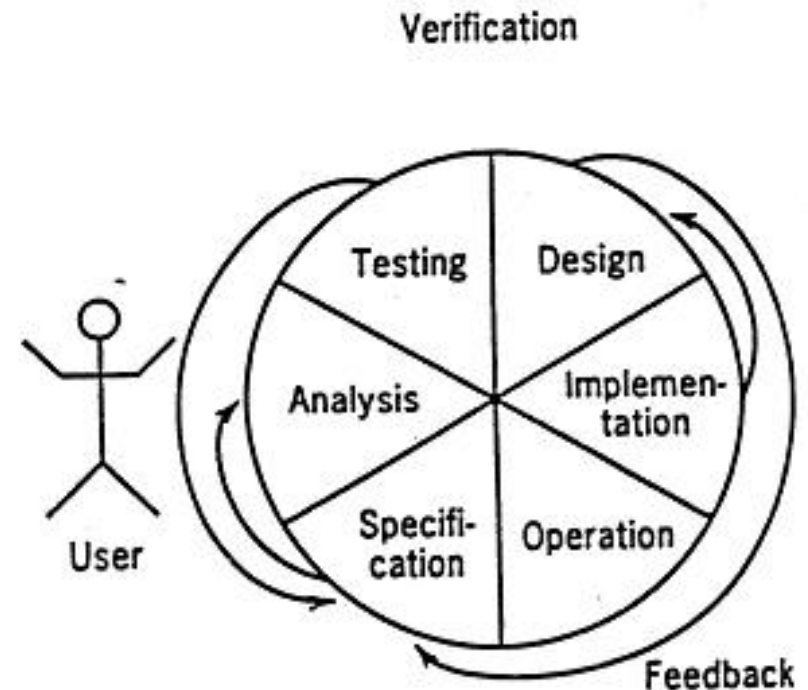 Verification
Testing
Design
Analysis
Implemen-
tation
Specifi-
cation
Operation
User
Feedback